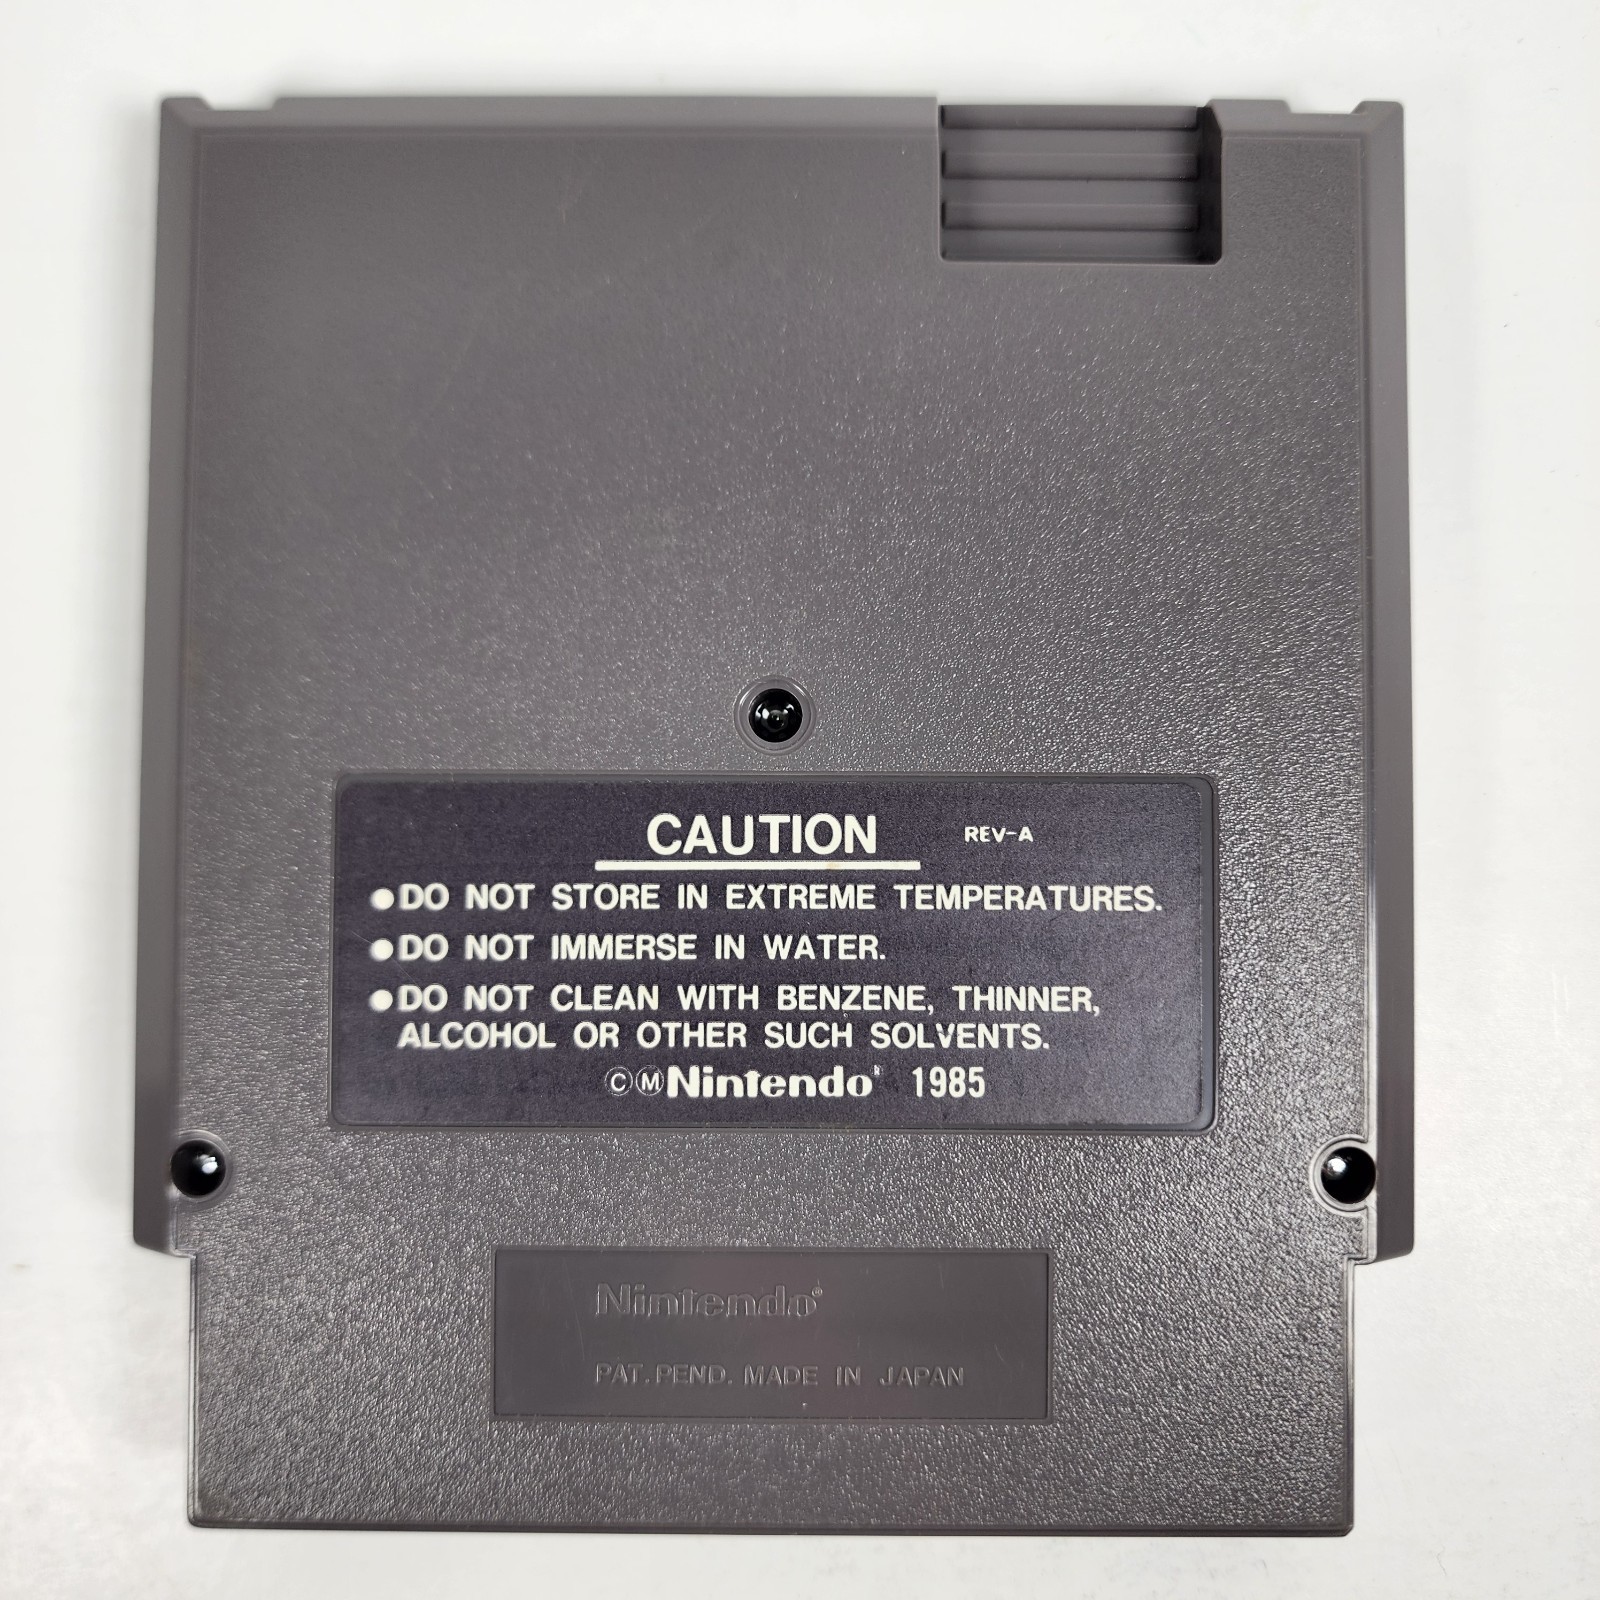 CAUTION REV-A
●DO NOT STORE IN EXTREME TEMPERATURES.
●DO NOT IMMERSE IN WATER.
●DO NOT CLEAN WITH BENZENE, THINNER,
ALCOHOL OR OTHER SUCH SOLVENTS.
©ⓂNintendo® 1985
Nintendo®
PAT. PEND. MADE IN JAPAN